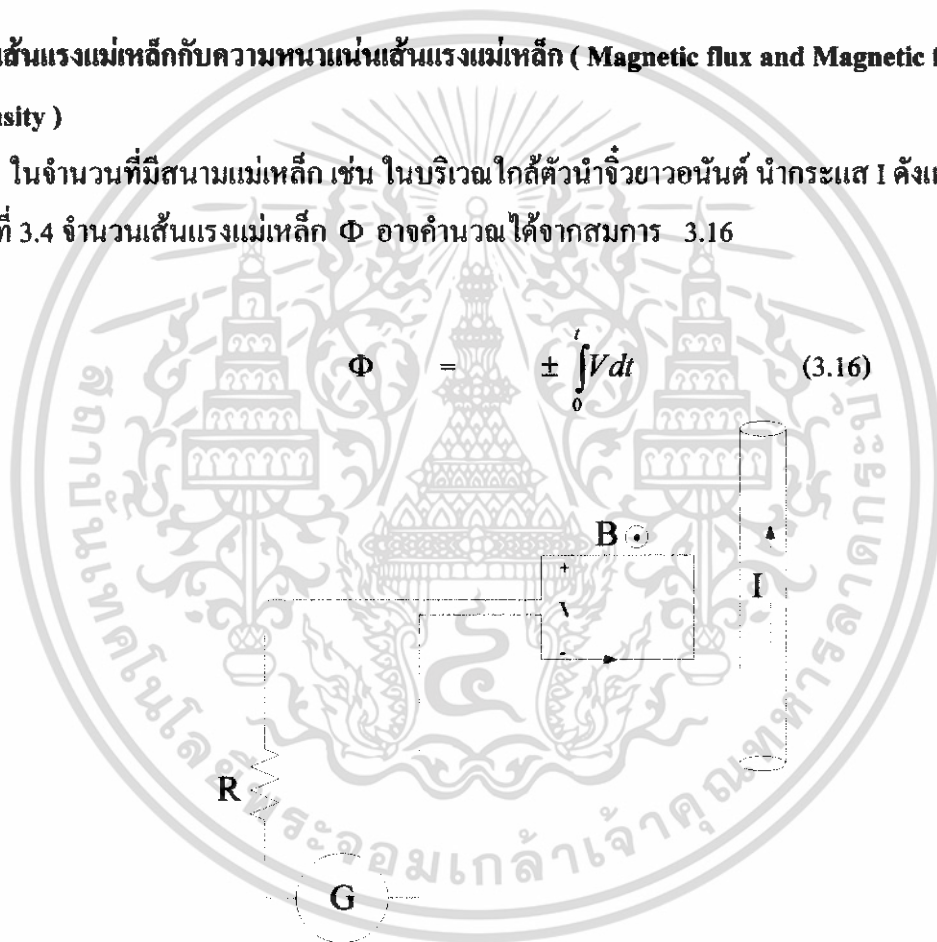 เส้นแรงแม่เหล็กกับความหนาแน่นเส้นแรงแม่เหล็ก ( Magnetic flux and Magnetic f
sity )
ในจำนวนที่มีสนามแม่เหล็ก เช่น ในบริเวณใกล้ตัวนำจิ๋วยาวอนันต์ นำกระแส I ดังแ
ที่ 3.4 จำนวนเส้นแรงแม่เหล็ก Φ อาจคำนวณได้จากสมการ 3.16
Φ = ± ∫₀ᵗ Vdt (3.16)
B
+
V
-
I
R
G
สถาบันเทคโนโลยีพระจอมเกล้าเจ้าคุณทหารลาดกระบัง